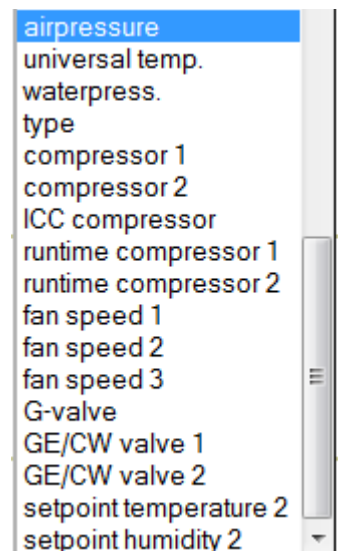 airpressure
universal temp.
waterpress.
type
compressor 1
compressor 2
ICC compressor
runtime compressor 1
runtime compressor 2
fan speed 1
fan speed 2
fan speed 3
G-valve
GE/CW valve 1
GE/CW valve 2
setpoint temperature 2
setpoint humidity 2